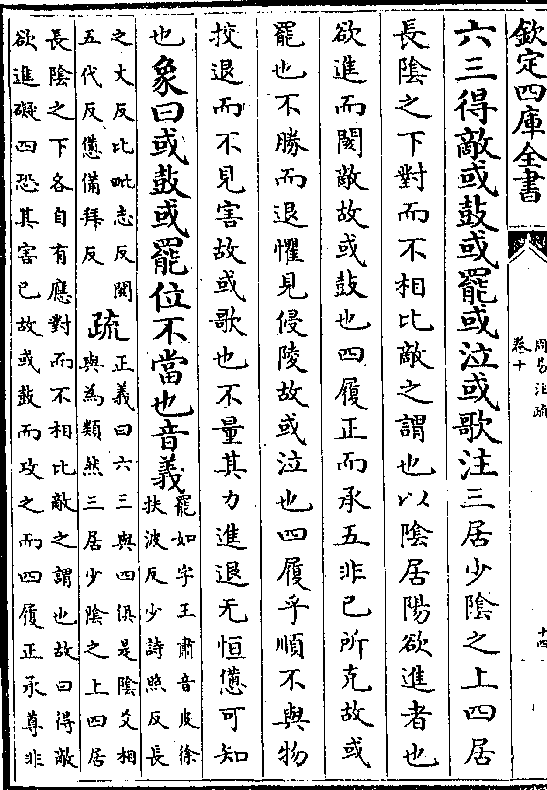 欽定四庫全書
周易注疏
卷十
十四
六三得敵或鼓或罷或泣或歌注三居少陰之上四居
長陰之下對而不相比敵之謂也以陰居陽欲進者也
欲進而閡敵故或鼓也四履正而承五非已所克故或
罷也不勝而退懼見侵陵故或泣也四履乎順不與物
挍退而不見害故或歌也不量其力進退无恒憊可知
也象曰或鼓或罷位不當也音義
罷如字王肅音皮徐
扶波反少詩照反長
之丈反比毗志反閡
五代反憊備拜反
疏
正義曰六三與四俱是陰爻相
與為類然三居少陰之上四居
長陰之下各自有應對而不相比敵之謂也故曰得敵
欲進礙四恐其害已故或鼓而攻之而四履正承尊非